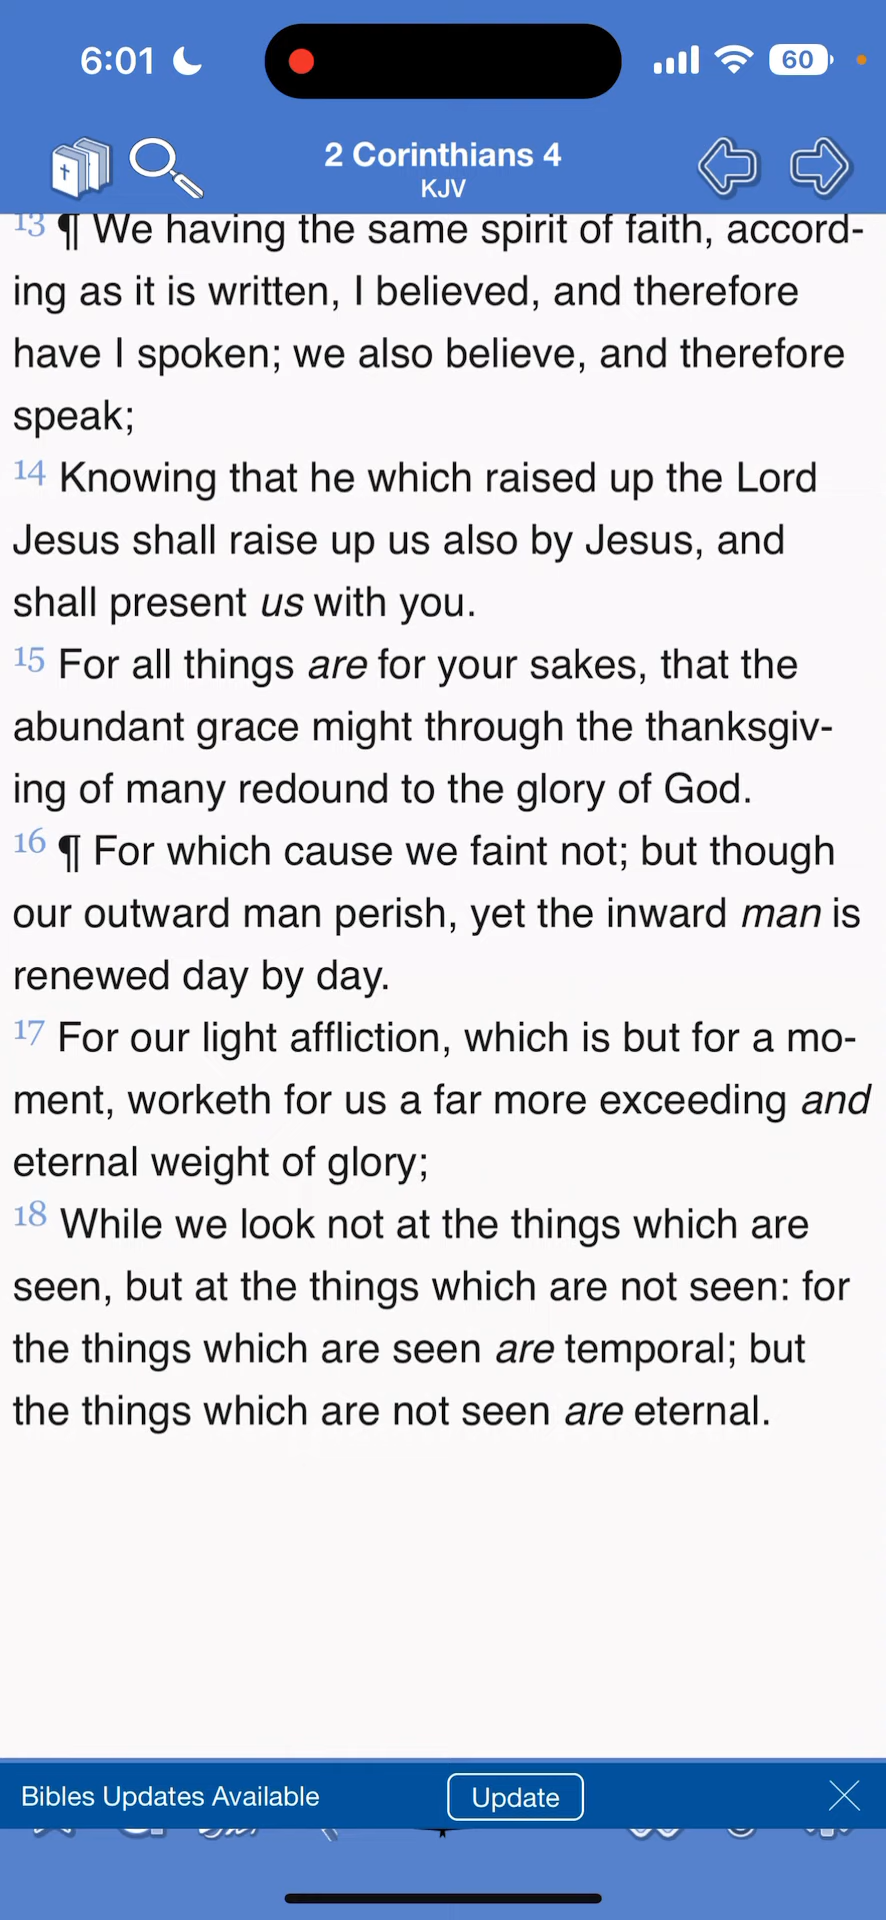 6:01
60
2 Corinthians 4
KJV
13 ¶ We having the same spirit of faith, accord-
ing as it is written, I believed, and therefore
have I spoken; we also believe, and therefore
speak;
14 Knowing that he which raised up the Lord
Jesus shall raise up us also by Jesus, and
shall present us with you.
15 For all things are for your sakes, that the
abundant grace might through the thanksgiv-
ing of many redound to the glory of God.
16 ¶ For which cause we faint not; but though
our outward man perish, yet the inward man is
renewed day by day.
17 For our light affliction, which is but for a mo-
ment, worketh for us a far more exceeding and
eternal weight of glory;
18 While we look not at the things which are
seen, but at the things which are not seen: for
the things which are seen are temporal; but
the things which are not seen are eternal.
Bibles Updates Available
Update